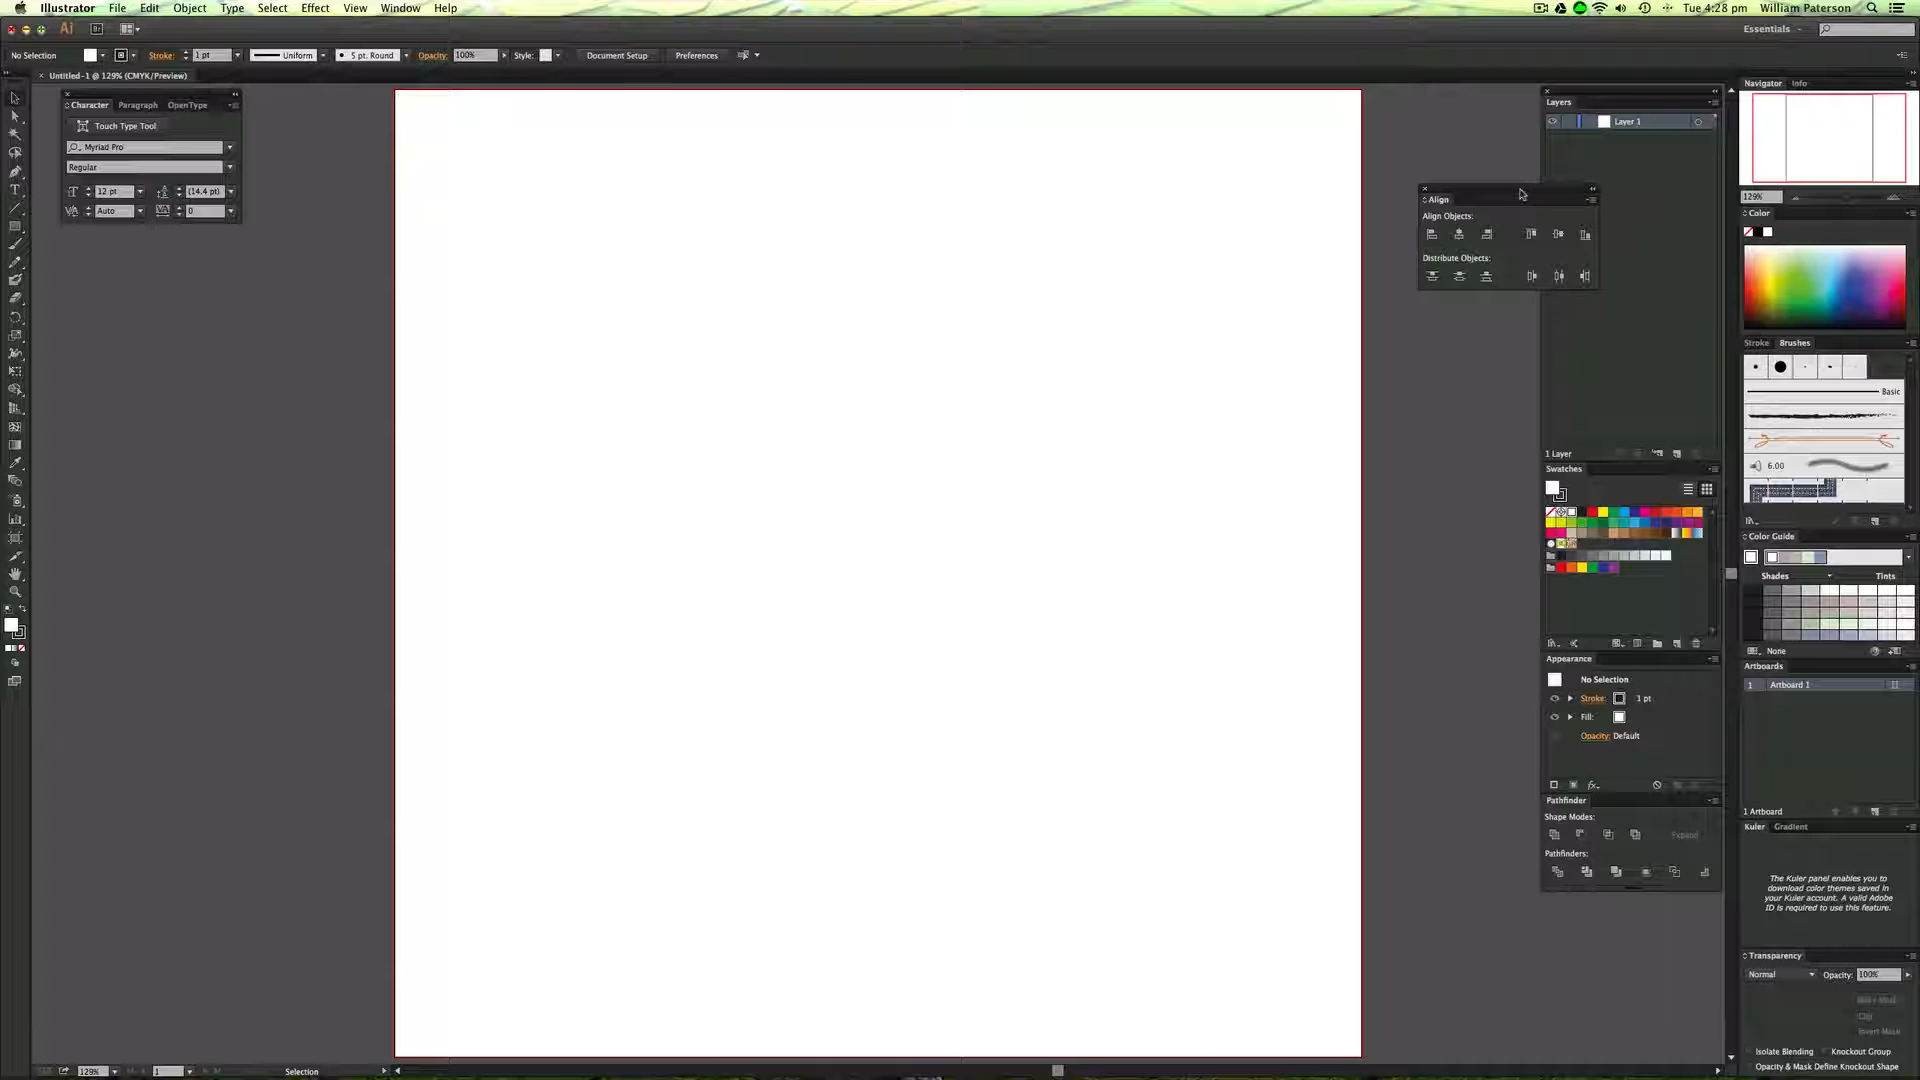 Illustrator File Edit Object Type Select Effect View Window Help
Tue 4:28 pm William Paterson
Ai Br
Essentials
No Selection Stroke: 1 pt Uniform 5 pt. Round Opacity: 100% Style: Document Setup Preferences
Untitled-1 @ 129% (CMYK/Preview)
Character Paragraph OpenType
Touch Type Tool
Myriad Pro
Regular
12 pt (14.4 pt)
Auto 0
Align
Align Objects:
Distribute Objects:
Layers
Layer 1
1 Layer
Swatches
Appearance
No Selection
Stroke: 1 pt
Fill:
Opacity: Default
Pathfinder
Shape Modes:
Expand
Pathfinders:
Navigator Info
129%
Color
Stroke Brushes
Basic
6.00
Color Guide
Shades Tints
None
Artboards
1 Artboard 1
1 Artboard
Kuler Gradient
The Kuler panel enables you to
download color themes saved in
your Kuler account. A valid Adobe
ID is required to use this feature.
Transparency
Normal Opacity: 100%
Clip
Invert Mask
Isolate Blending Knockout Group
Opacity & Mask Define Knockout Shape
129% 1 Selection